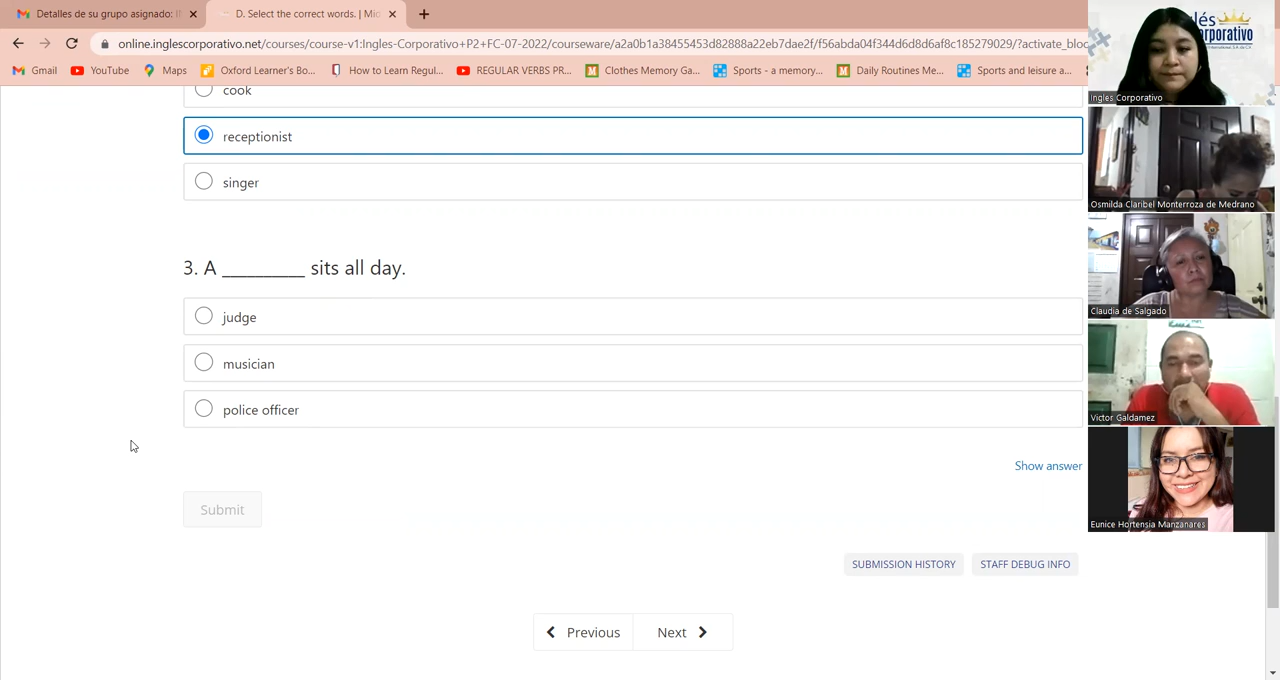 Detalles de su grupo asignado: I
D. Select the correct words. | Mid
online.inglescorporativo.net/courses/course-v1:Ingles-Corporativo+P2+FC-IV-2022/courseware/a2a0b1a38455453d82888a22eb7dae2f/f56abda04f344d6d8d6af8c185279029/?activate_bloc
Gmail
YouTube
Maps
Oxford Learner's Bo...
How to Learn Regul...
REGULAR VERBS PR...
Clothes Memory Ga...
Sports - a memory...
Daily Routines Me...
Sports and leisure a...
cook
receptionist
singer
3. A _________ sits all day.
judge
musician
police officer
Show answer
Submit
SUBMISSION HISTORY
STAFF DEBUG INFO
Previous
Next
Ingles Corporativo
Osmilda Claribel Monterroza de Medrano
Claudia de Salgado
Victor Galdamez
Eunice Hortensia Manzanares